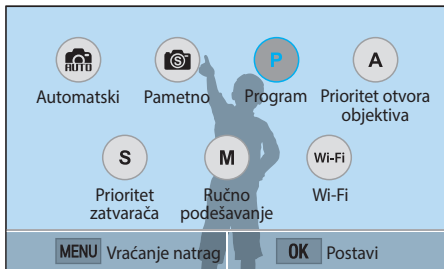 AUTO
S
P
A
Automatski
Pametno
Program
Prioritet otvora
objektiva
S
M
Wi-Fi
Prioritet
zatvarača
Ručno
podešavanje
Wi-Fi
MENU Vraćanje natrag
OK Postavi